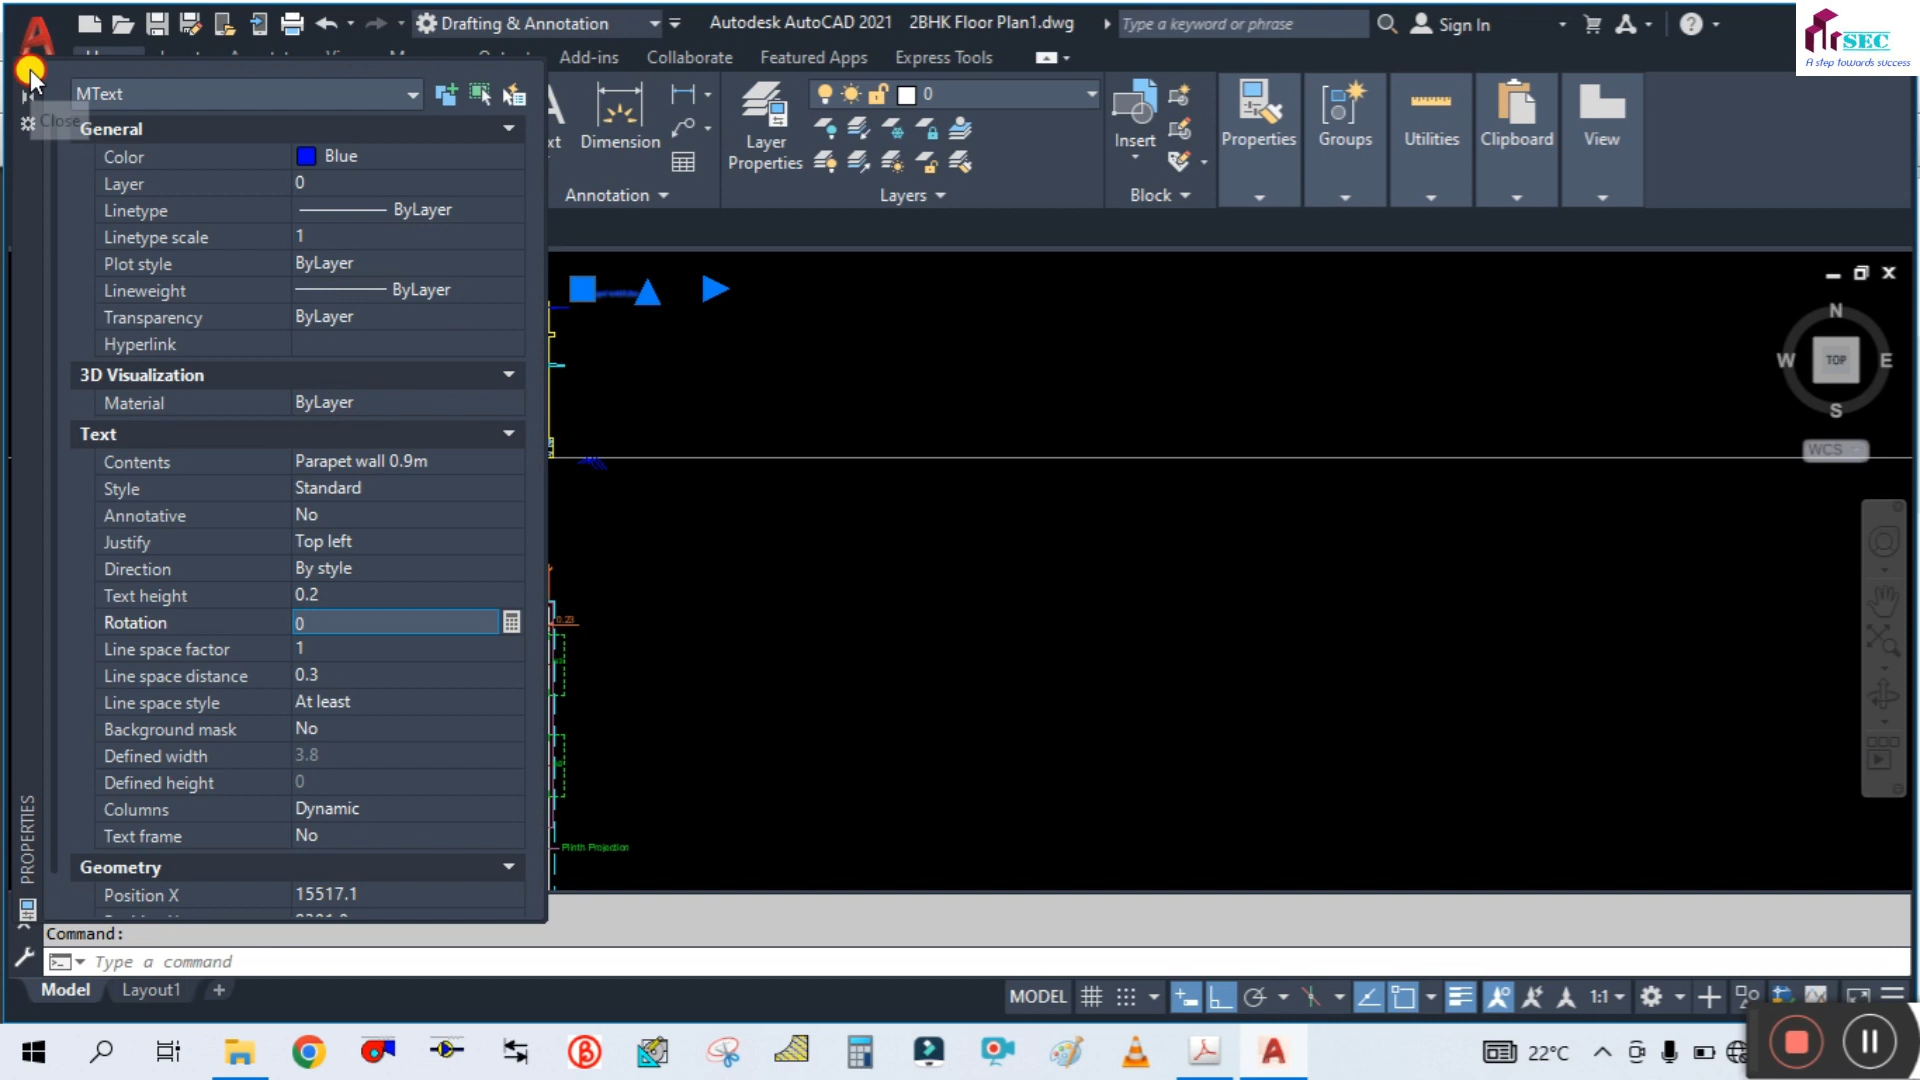 Drafting & Annotation
Autodesk AutoCAD 2021 2BHK Floor Plan1.dwg
Type a keyword or phrase
Sign In
SEC
A step towards success
Add-ins Collaborate Featured Apps Express Tools
MText
Close
General
Color Blue
Layer 0
Linetype ByLayer
Linetype scale 1
Plot style ByLayer
Lineweight ByLayer
Transparency ByLayer
Hyperlink
3D Visualization
Material ByLayer
Text
Contents Parapet wall 0.9m
Style Standard
Annotative No
Justify Top left
Direction By style
Text height 0.2
Rotation 0
Line space factor 1
Line space distance 0.3
Line space style At least
Background mask No
Defined width 3.8
Defined height 0
Columns Dynamic
Text frame No
Geometry
Position X 15517.1
PROPERTIES
Dimension
Layer Properties
0
Insert
Properties
Groups
Utilities
Clipboard
View
Annotation
Layers
Block
N
W TOP E
S
WCS
0.23
Plinth Projection
Command:
Type a command
Model Layout1 +
MODEL
1:1
22°C